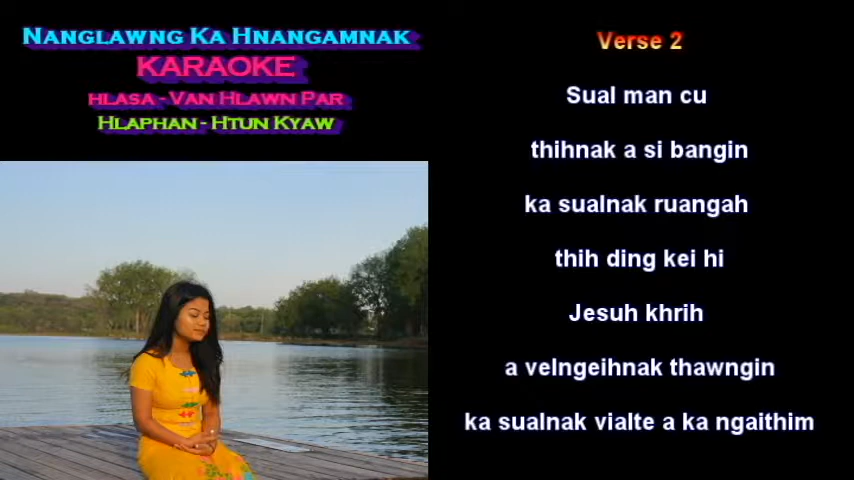 Nanglawng Ka Hnangamnak
KARAOKE
hlasa - Van Hlawn Par
Hlaphan - Htun Kyaw
Verse 2
Sual man cu
thihnak a si bangin
ka sualnak ruangah
thih ding kei hi
Jesuh khrih
a velngeihnak thawngin
ka sualnak vialte a ka ngaithim